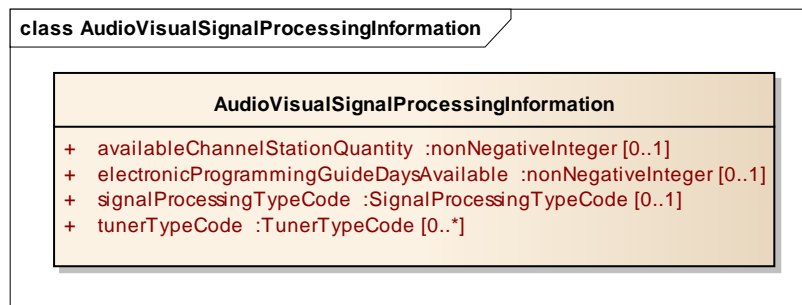 class AudioVisualSignalProcessingInformation
AudioVisualSignalProcessingInformation
+ availableChannelStationQuantity :nonNegativeInteger [0..1]
+ electronicProgrammingGuideDaysAvailable :nonNegativeInteger [0..1]
+ signalProcessingTypeCode :SignalProcessingTypeCode [0..1]
+ tunerTypeCode :TunerTypeCode [0..*]